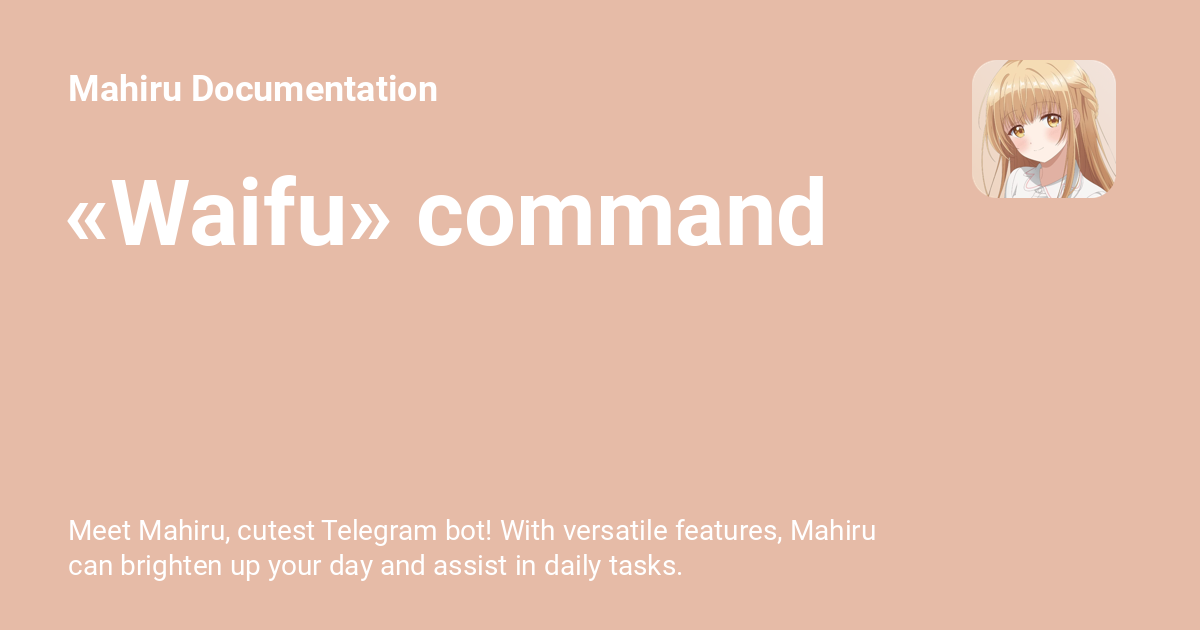 Mahiru Documentation
«Waifu» command
Meet Mahiru, cutest Telegram bot! With versatile features, Mahiru
can brighten up your day and assist in daily tasks.